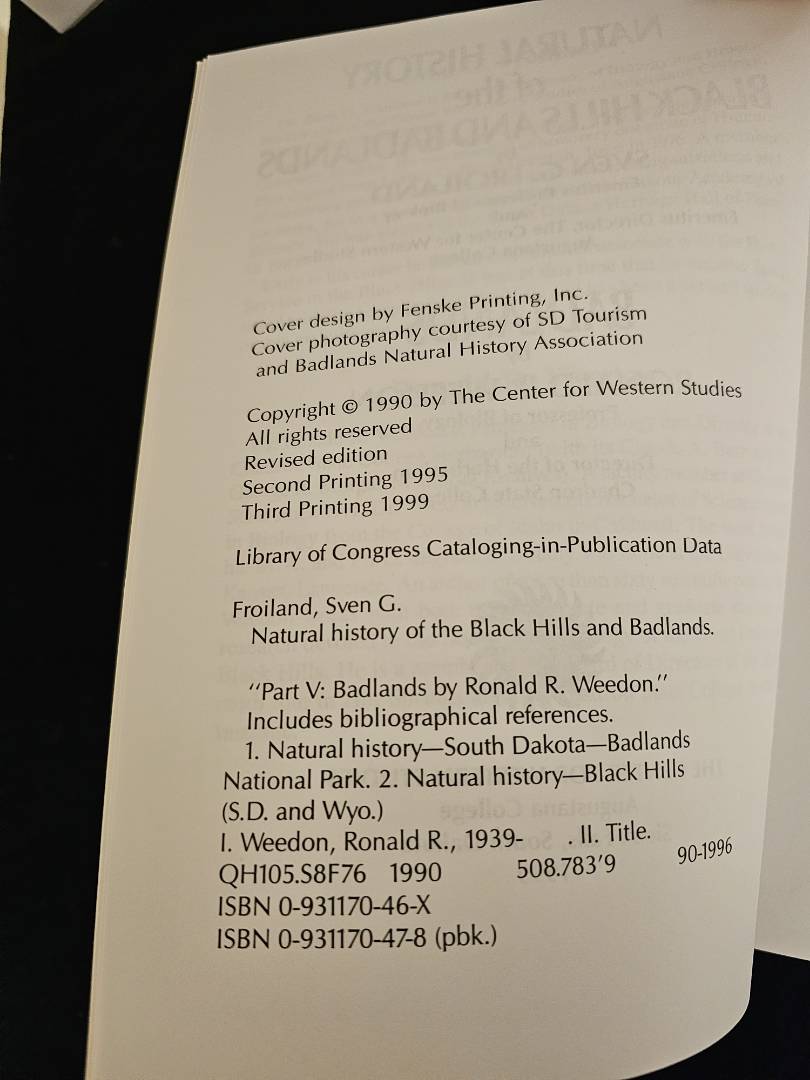 Cover design by Fenske Printing, Inc.
Cover photography courtesy of SD Tourism
and Badlands Natural History Association
Copyright © 1990 by The Center for Western Studies
All rights reserved
Revised edition
Second Printing 1995
Third Printing 1999
Library of Congress Cataloging-in-Publication Data
Froiland, Sven G.
Natural history of the Black Hills and Badlands.
"Part V: Badlands by Ronald R. Weedon."
Includes bibliographical references.
1. Natural history—South Dakota—Badlands
National Park. 2. Natural history—Black Hills
(S.D. and Wyo.)
I. Weedon, Ronald R., 1939- . II. Title.
QH105.S8F76 1990 508.783'9 90-1996
ISBN 0-931170-46-X
ISBN 0-931170-47-8 (pbk.)